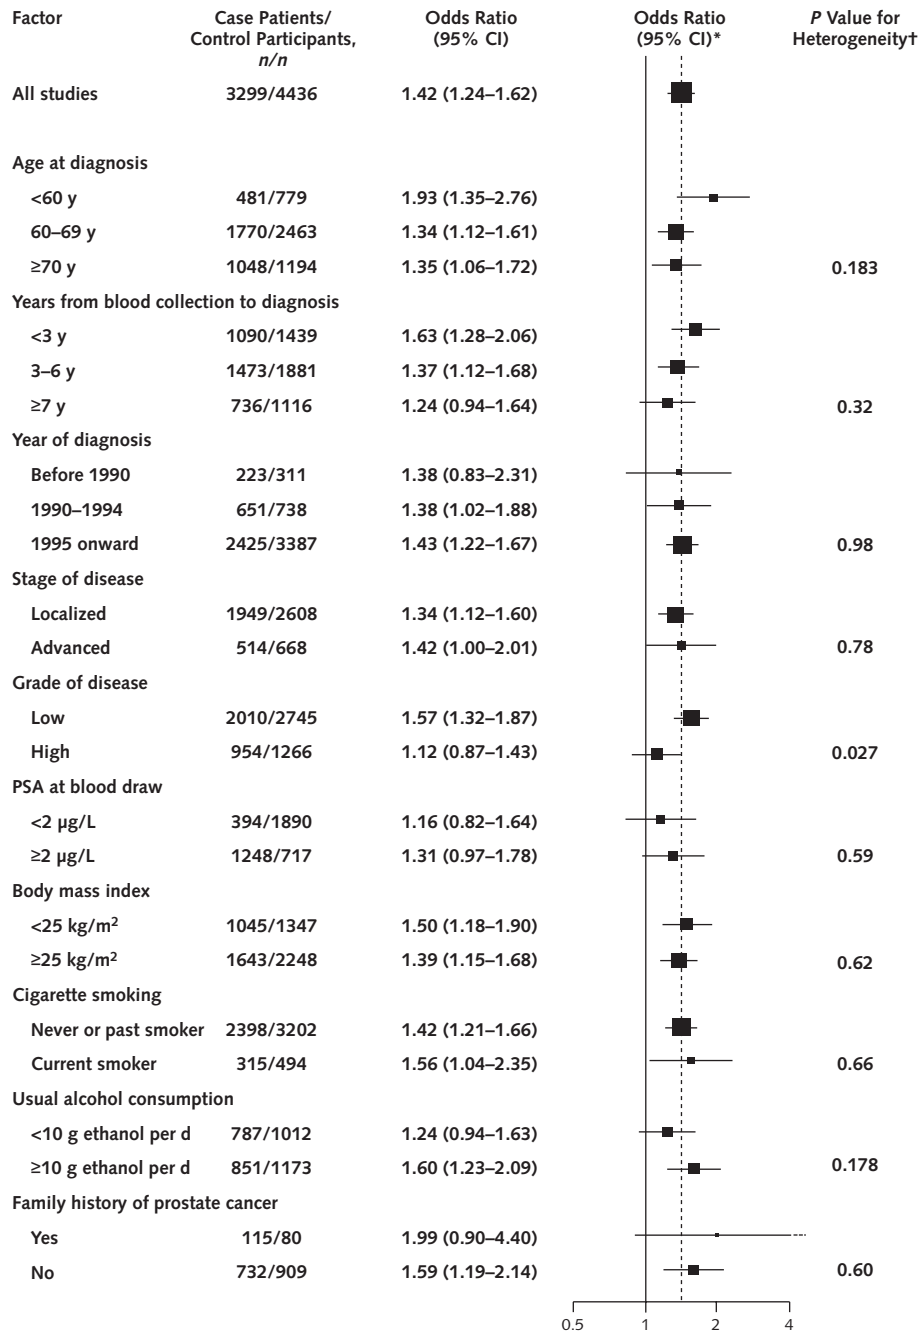 Factor Case Patients/ Odds Ratio Odds Ratio P Value for
Control Participants, (95% CI) (95% CI)* Heterogeneity†
n/n
All studies 3299/4436 1.42 (1.24–1.62)
Age at diagnosis
<60 y 481/779 1.93 (1.35–2.76)
60–69 y 1770/2463 1.34 (1.12–1.61)
≥70 y 1048/1194 1.35 (1.06–1.72) 0.183
Years from blood collection to diagnosis
<3 y 1090/1439 1.63 (1.28–2.06)
3–6 y 1473/1881 1.37 (1.12–1.68)
≥7 y 736/1116 1.24 (0.94–1.64) 0.32
Year of diagnosis
Before 1990 223/311 1.38 (0.83–2.31)
1990–1994 651/738 1.38 (1.02–1.88)
1995 onward 2425/3387 1.43 (1.22–1.67) 0.98
Stage of disease
Localized 1949/2608 1.34 (1.12–1.60)
Advanced 514/668 1.42 (1.00–2.01) 0.78
Grade of disease
Low 2010/2745 1.57 (1.32–1.87)
High 954/1266 1.12 (0.87–1.43) 0.027
PSA at blood draw
<2 µg/L 394/1890 1.16 (0.82–1.64)
≥2 µg/L 1248/717 1.31 (0.97–1.78) 0.59
Body mass index
<25 kg/m² 1045/1347 1.50 (1.18–1.90)
≥25 kg/m² 1643/2248 1.39 (1.15–1.68) 0.62
Cigarette smoking
Never or past smoker 2398/3202 1.42 (1.21–1.66)
Current smoker 315/494 1.56 (1.04–2.35) 0.66
Usual alcohol consumption
<10 g ethanol per d 787/1012 1.24 (0.94–1.63)
≥10 g ethanol per d 851/1173 1.60 (1.23–2.09) 0.178
Family history of prostate cancer
Yes 115/80 1.99 (0.90–4.40)
No 732/909 1.59 (1.19–2.14) 0.60
0.5 1 2 4